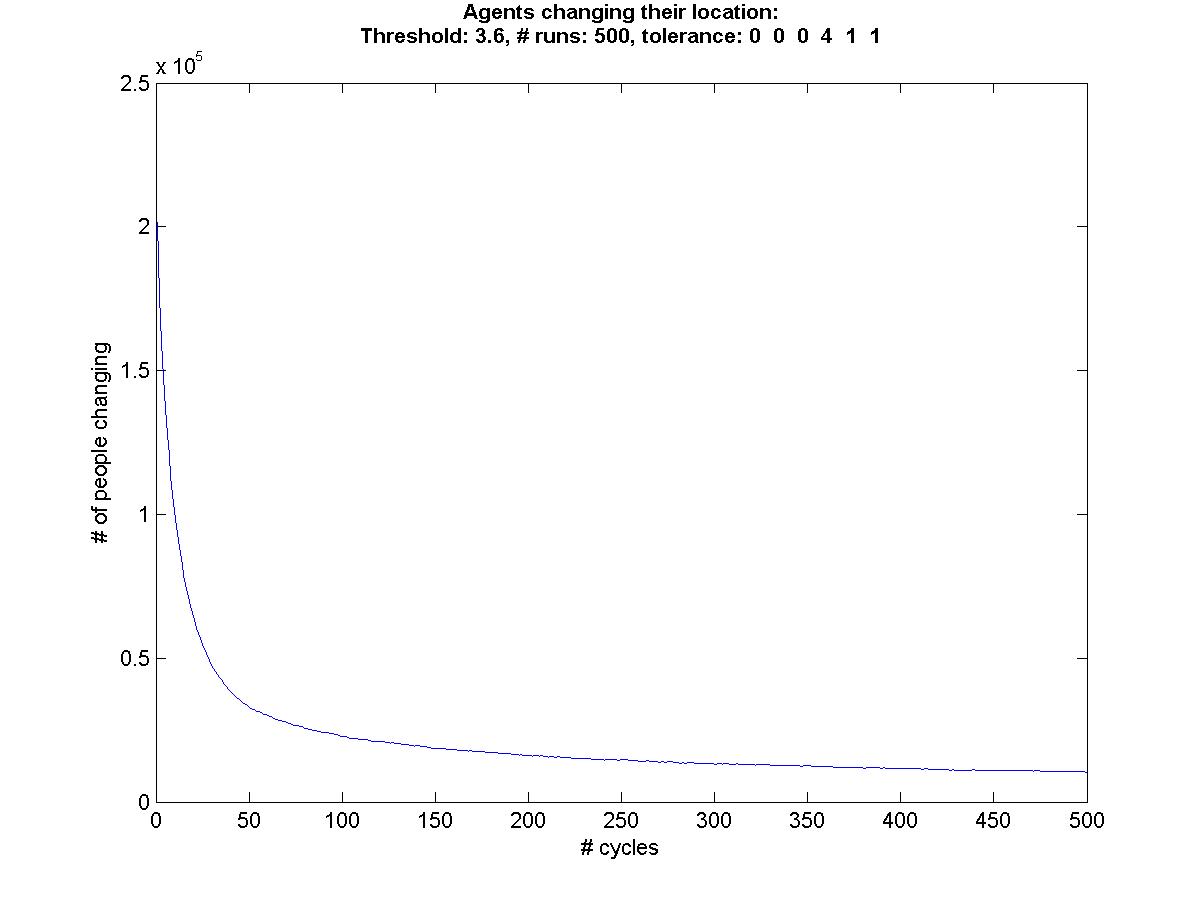 Agents changing their location:
Threshold: 3.6, # runs: 500, tolerance: 0 0 0 4 1 1
x 10^5
2.5
2
1.5
1
0.5
0
# of people changing
0 50 100 150 200 250 300 350 400 450 500
# cycles